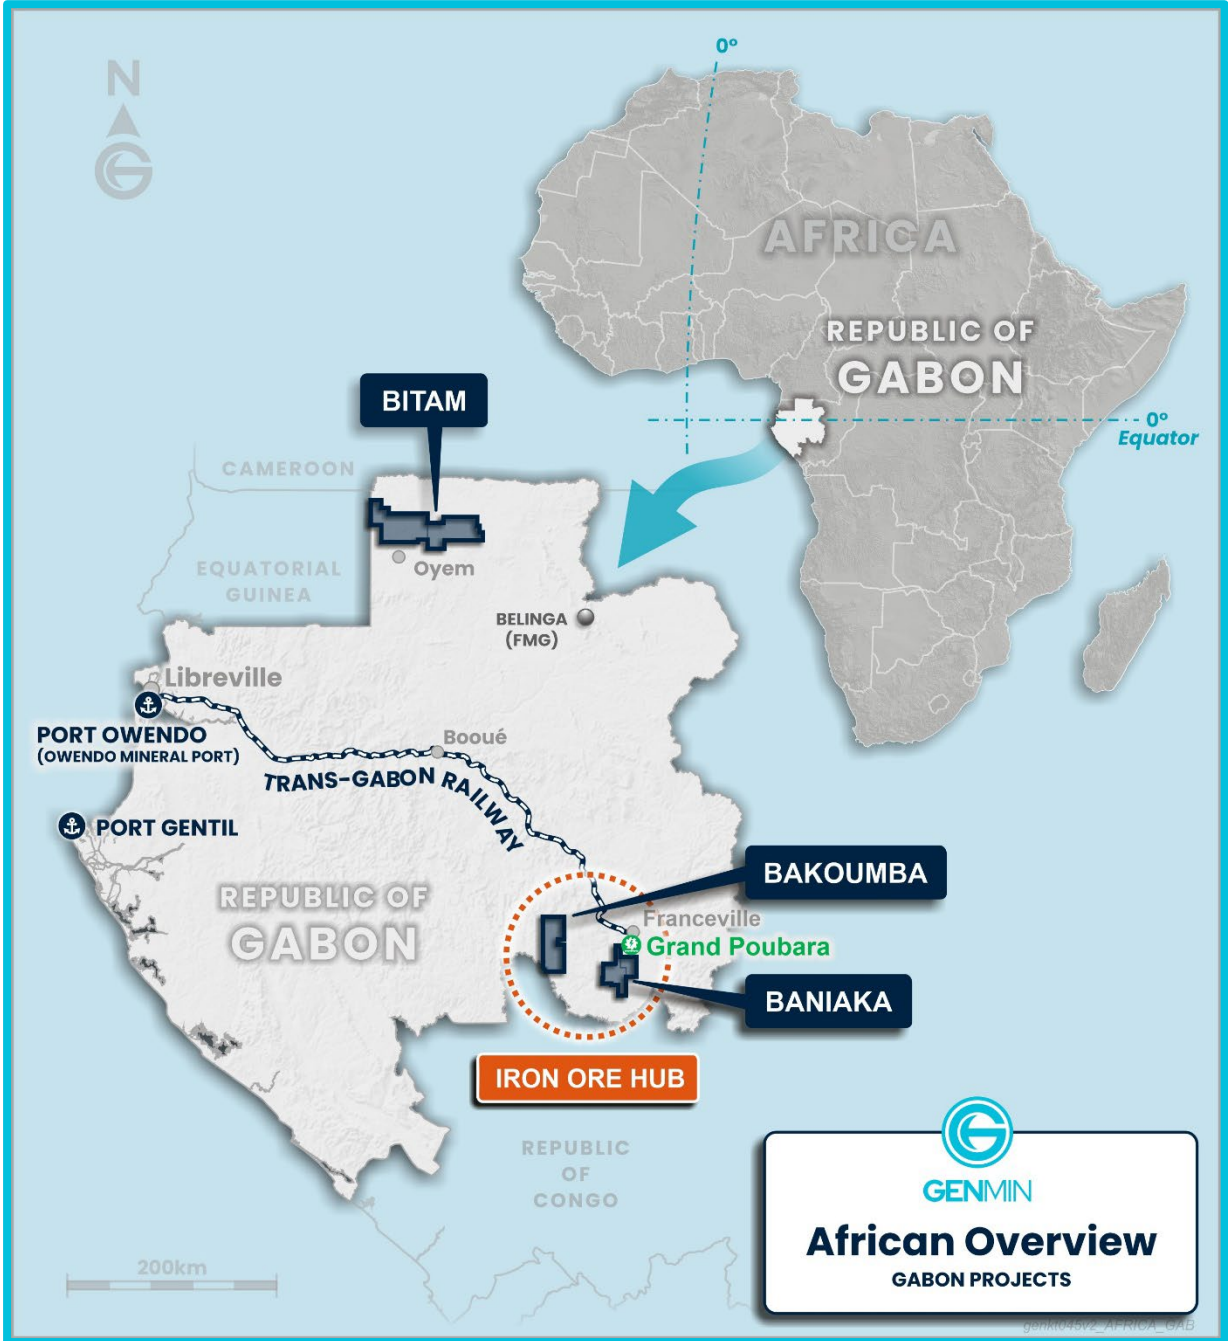 N
0°
AFRICA
REPUBLIC OF
GABON
0°
Equator
BITAM
CAMEROON
EQUATORIAL
GUINEA
Oyem
BELINGA
(FMG)
Libreville
PORT OWENDO
(OWENDO MINERAL PORT)
Booué
TRANS-GABON RAILWAY
PORT GENTIL
REPUBLIC OF
GABON
BAKOUMBA
Franceville
Grand Poubara
BANIAKA
IRON ORE HUB
REPUBLIC
OF
CONGO
200km
GENMIN
African Overview
GABON PROJECTS
genkt045v2_AFRICA_GAB